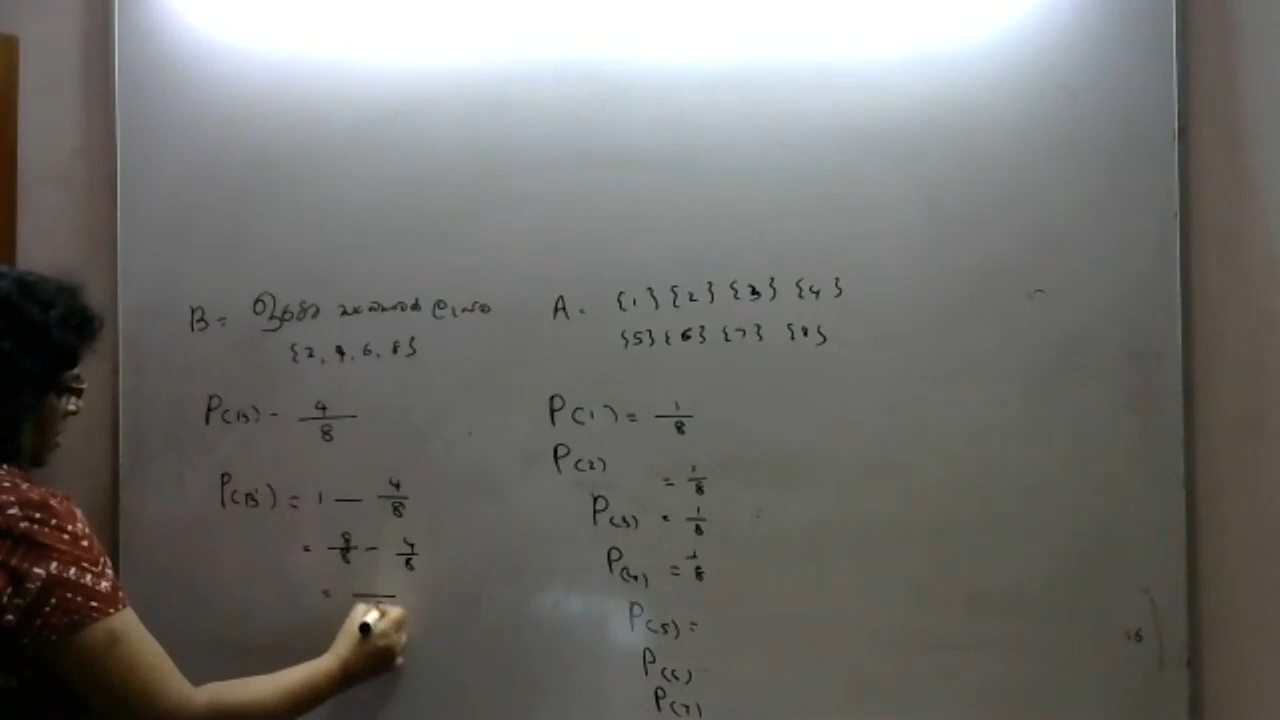 B = ඉරට්ට සංඛ්‍යාවක් ලැබීම
{2, 4, 6, 8}
P(B) - 4/8
P(B') = 1 — 4/8
= 8/8 - 4/8
=
A = {1} {2} {3} {4}
{5} {6} {7} {8}
P(1) = 1/8
P(2) = 1/8
P(3) = 1/8
P(4) = 1/8
P(5) =
P(6)
P(7)
16